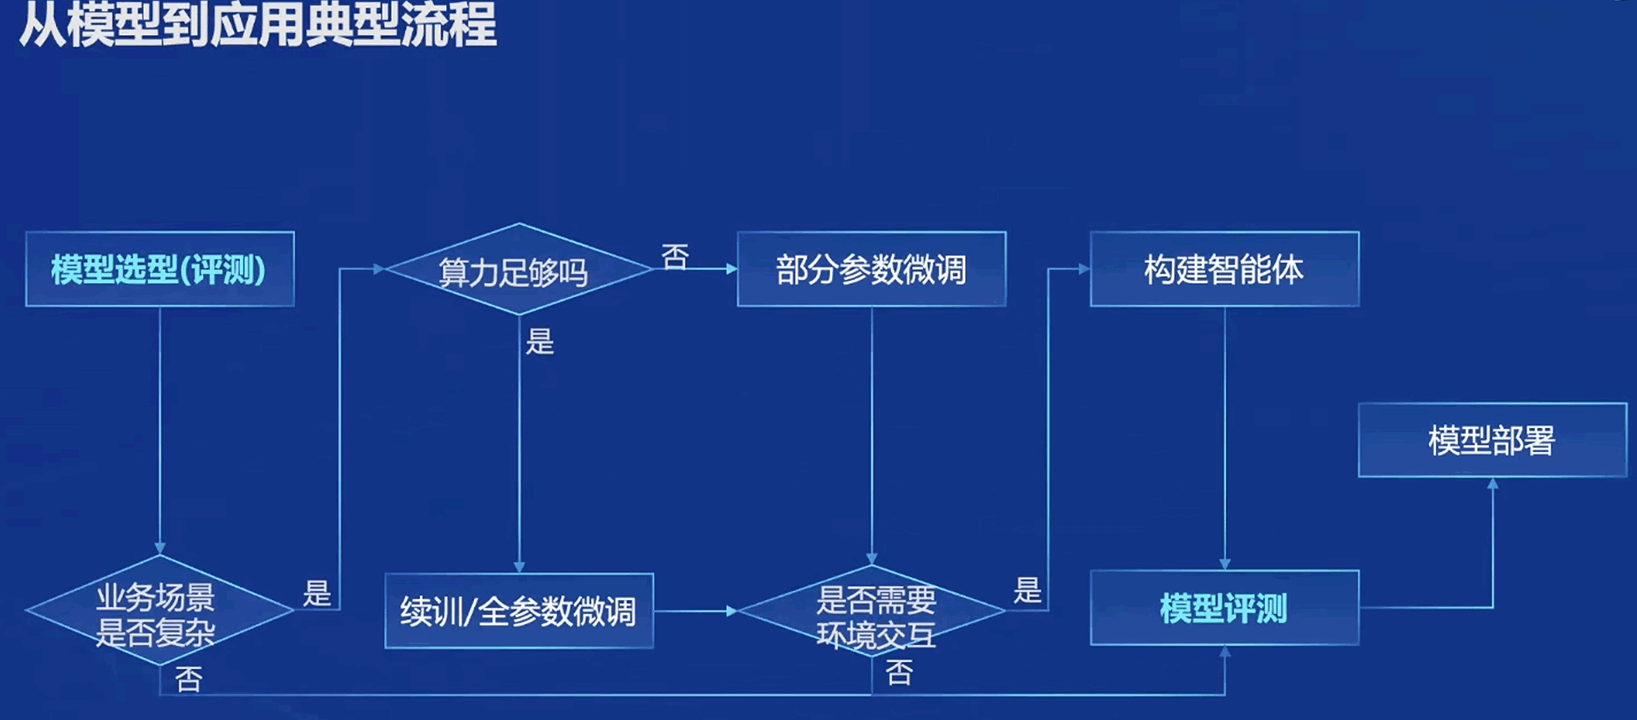 从模型到应用典型流程
模型选型(评测)
算力足够吗
否
部分参数微调
构建智能体
是
模型部署
业务场景
是否复杂
是
续训/全参数微调
是否需要
环境交互
是
模型评测
否
否